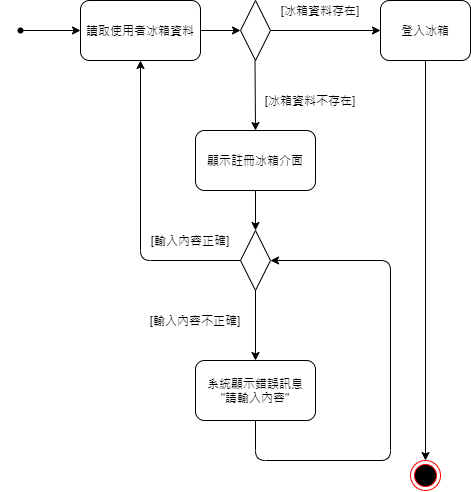 讀取使用者冰箱資料
[冰箱資料存在]
登入冰箱
[冰箱資料不存在]
顯示註冊冰箱介面
[輸入內容正確]
[輸入內容不正確]
系統顯示錯誤訊息
"請輸入內容"